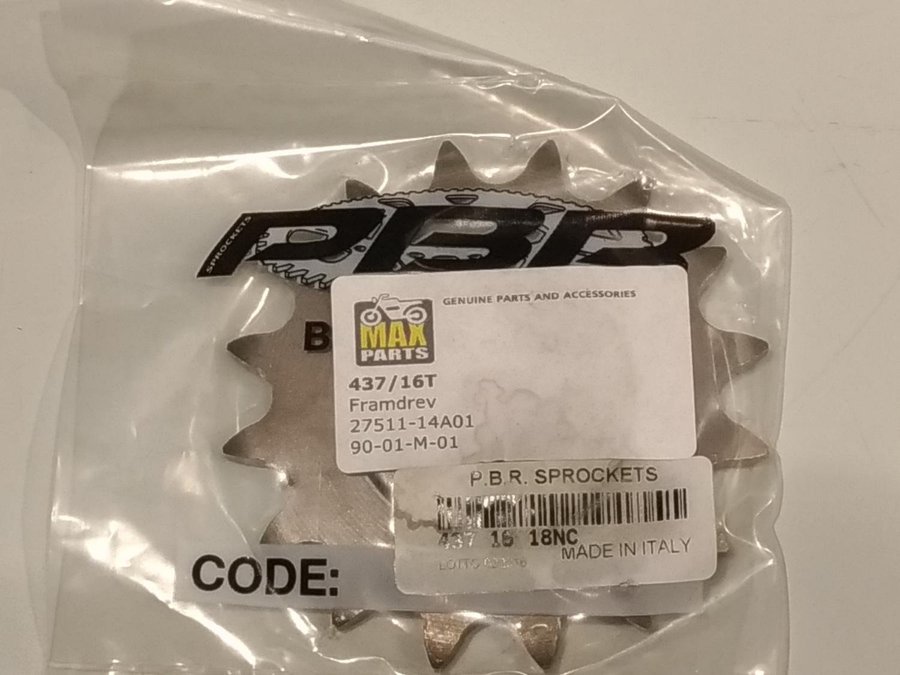 SPROCKETS
PBR
GENUINE PARTS AND ACCESSORIES
MAX
PARTS
B
437/16T
Framdrev
27511-14A01
90-01-M-01
P.B.R. SPROCKETS
437 16 18NC
MADE IN ITALY
LOTTO
CODE: